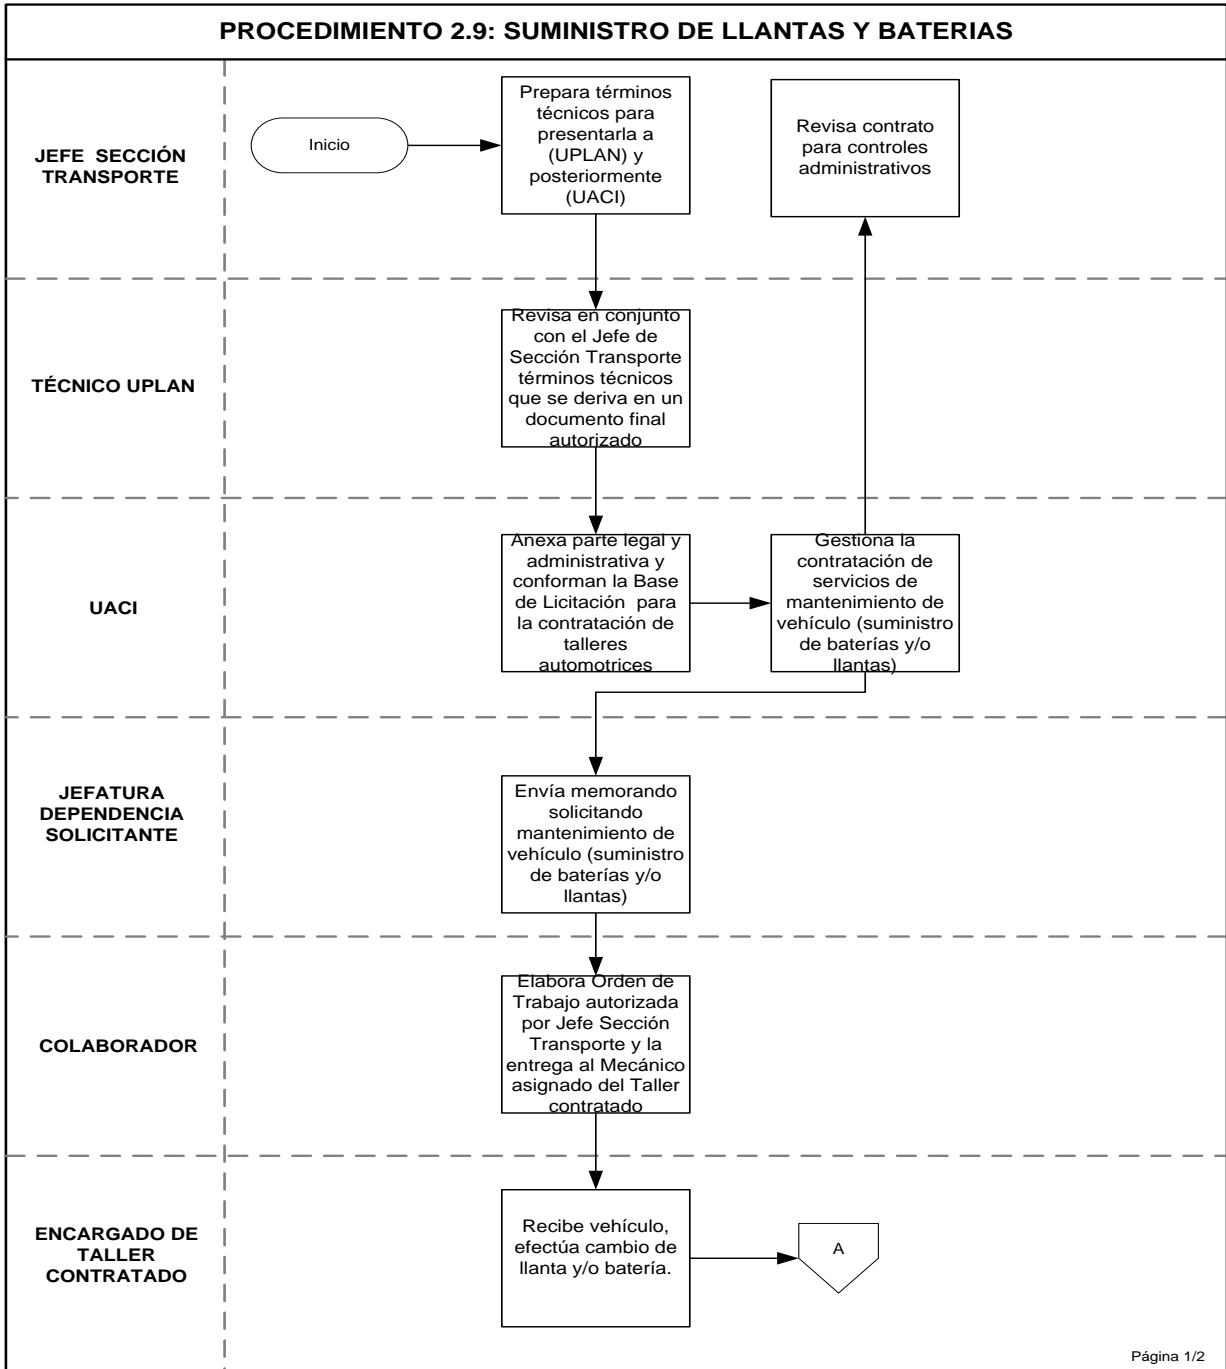 PROCEDIMIENTO 2.9: SUMINISTRO DE LLANTAS Y BATERIAS
JEFE SECCIÓN
TRANSPORTE
Inicio
Prepara términos
técnicos para
presentarla a
(UPLAN) y
posteriormente
(UACI)
Revisa contrato
para controles
administrativos
TÉCNICO UPLAN
Revisa en conjunto
con el Jefe de
Sección Transporte
términos técnicos
que se deriva en un
documento final
autorizado
UACI
Anexa parte legal y
administrativa y
conforman la Base
de Licitación para
la contratación de
talleres
automotrices
Gestiona la
contratación de
servicios de
mantenimiento de
vehículo (suministro
de baterías y/o
llantas)
JEFATURA
DEPENDENCIA
SOLICITANTE
Envía memorando
solicitando
mantenimiento de
vehículo (suministro
de baterías y/o
llantas)
COLABORADOR
Elabora Orden de
Trabajo autorizada
por Jefe Sección
Transporte y la
entrega al Mecánico
asignado del Taller
contratado
ENCARGADO DE
TALLER
CONTRATADO
Recibe vehículo,
efectúa cambio de
llanta y/o batería.
A
Página 1/2